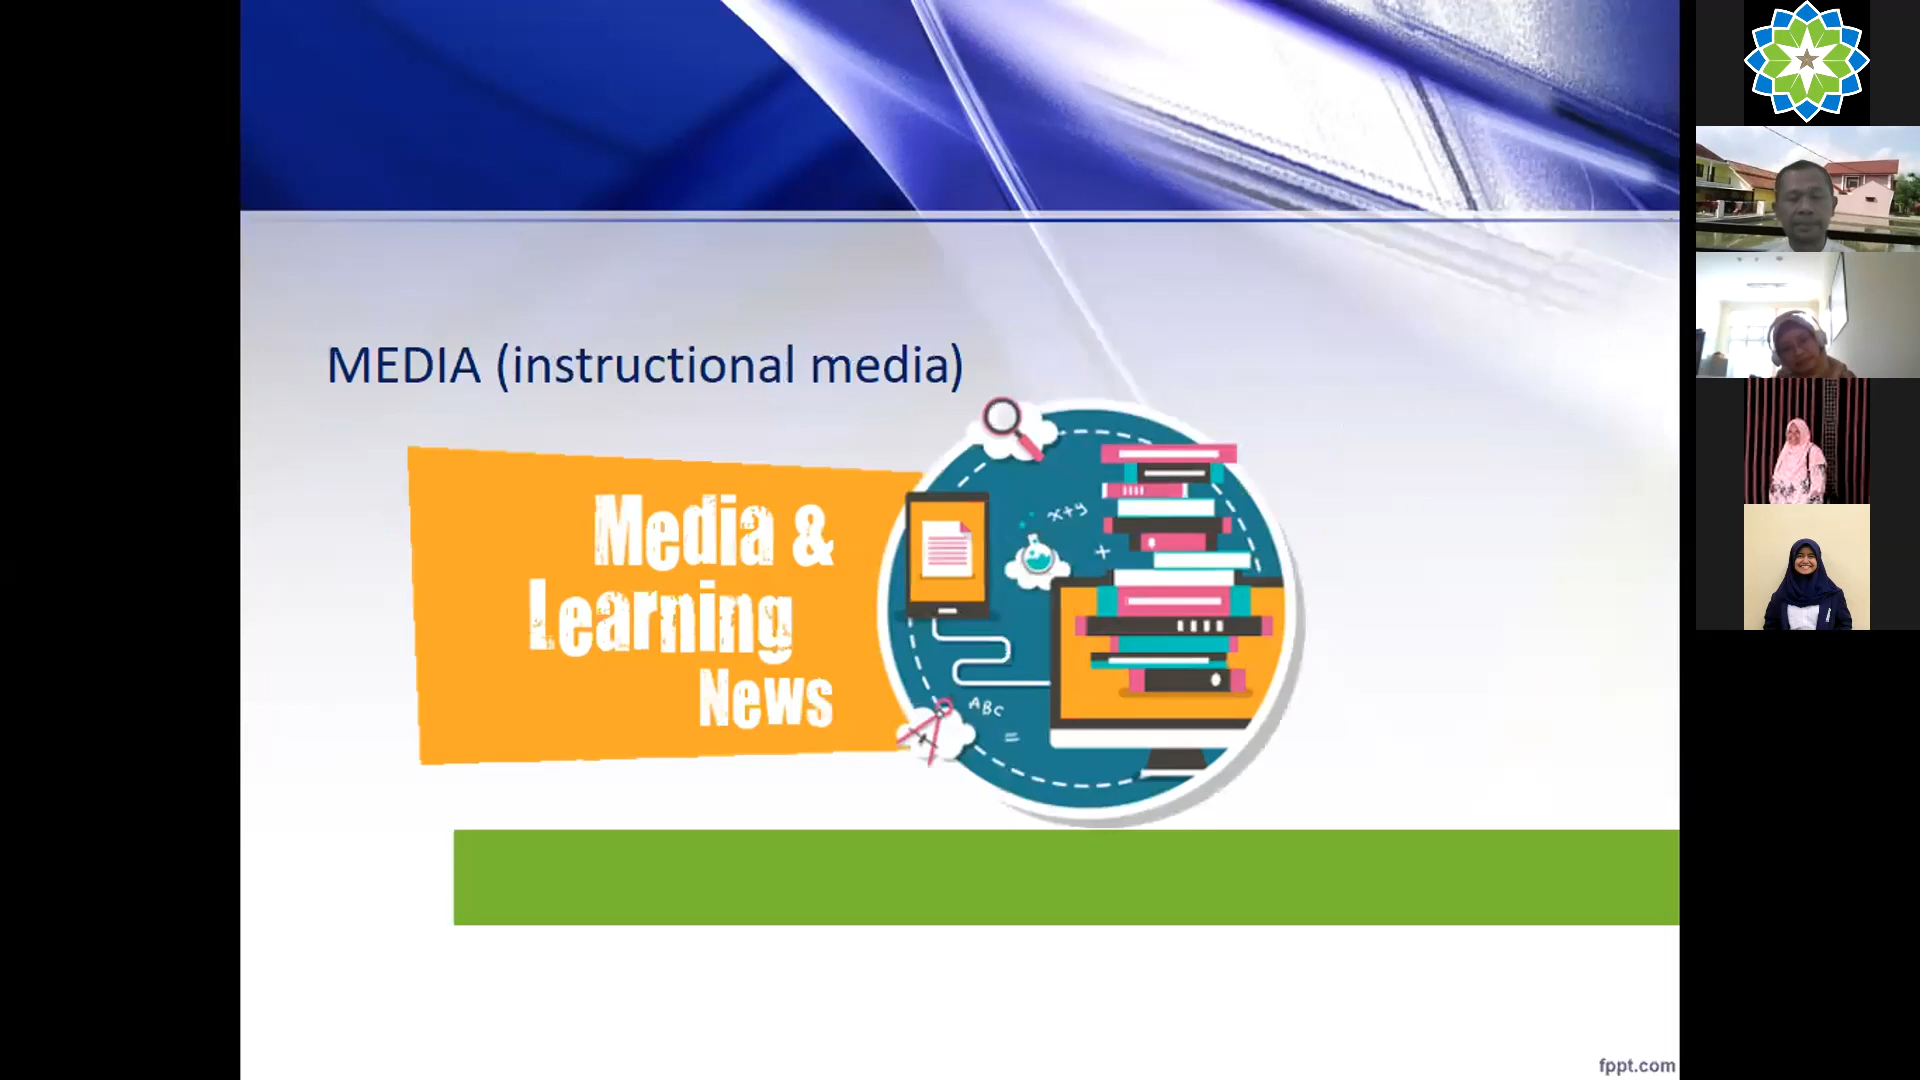 MEDIA (instructional media)
Media &
Learning
News
x+y
+
ABC
=
fppt.com